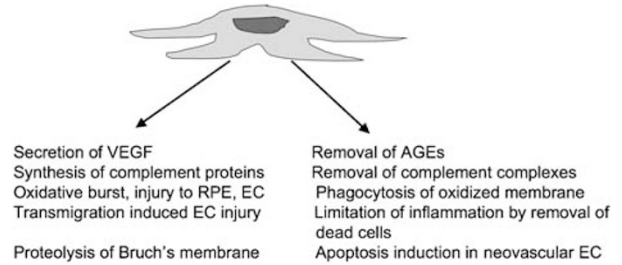 Secretion of VEGF
Synthesis of complement proteins
Oxidative burst, injury to RPE, EC
Transmigration induced EC injury
Proteolysis of Bruch's membrane
Removal of AGEs
Removal of complement complexes
Phagocytosis of oxidized membrane
Limitation of inflammation by removal of
dead cells
Apoptosis induction in neovascular EC